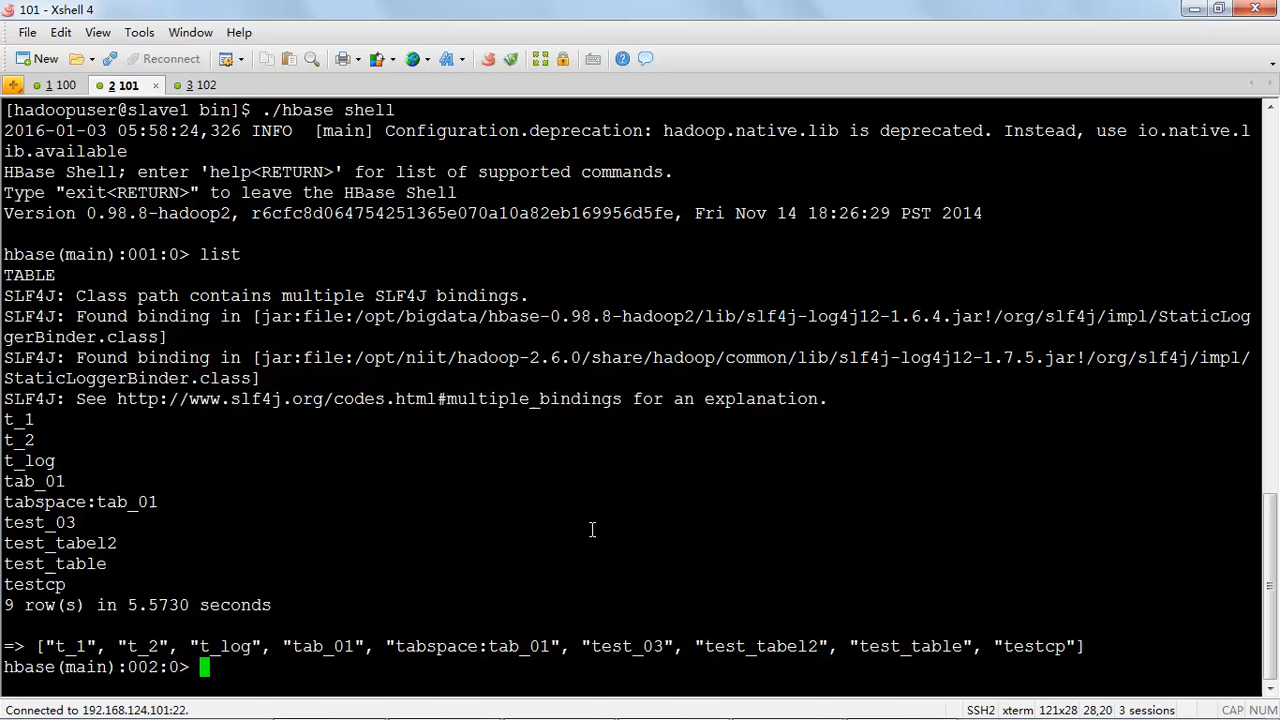 101 - Xshell 4
File Edit View Tools Window Help
New Reconnect
1 100 2 101 × 3 102
[hadoopuser@slave1 bin]$ ./hbase shell
2016-01-03 05:58:24,326 INFO  [main] Configuration.deprecation: hadoop.native.lib is deprecated. Instead, use io.native.l
ib.available
HBase Shell; enter 'help<RETURN>' for list of supported commands.
Type "exit<RETURN>" to leave the HBase Shell
Version 0.98.8-hadoop2, r6cfc8d064754251365e070a10a82eb169956d5fe, Fri Nov 14 18:26:29 PST 2014
hbase(main):001:0> list
TABLE
SLF4J: Class path contains multiple SLF4J bindings.
SLF4J: Found binding in [jar:file:/opt/bigdata/hbase-0.98.8-hadoop2/lib/slf4j-log4j12-1.6.4.jar!/org/slf4j/impl/StaticLog
gerBinder.class]
SLF4J: Found binding in [jar:file:/opt/niit/hadoop-2.6.0/share/hadoop/common/lib/slf4j-log4j12-1.7.5.jar!/org/slf4j/impl/
StaticLoggerBinder.class]
SLF4J: See http://www.slf4j.org/codes.html#multiple_bindings for an explanation.
t_1
t_2
t_log
tab_01
tabspace:tab_01
test_03
test_tabel2
test_table
testcp
9 row(s) in 5.5730 seconds
=> ["t_1", "t_2", "t_log", "tab_01", "tabspace:tab_01", "test_03", "test_tabel2", "test_table", "testcp"]
hbase(main):002:0>
Connected to 192.168.124.101:22. SSH2 xterm 121x28 28,20 3 sessions CAP NUM